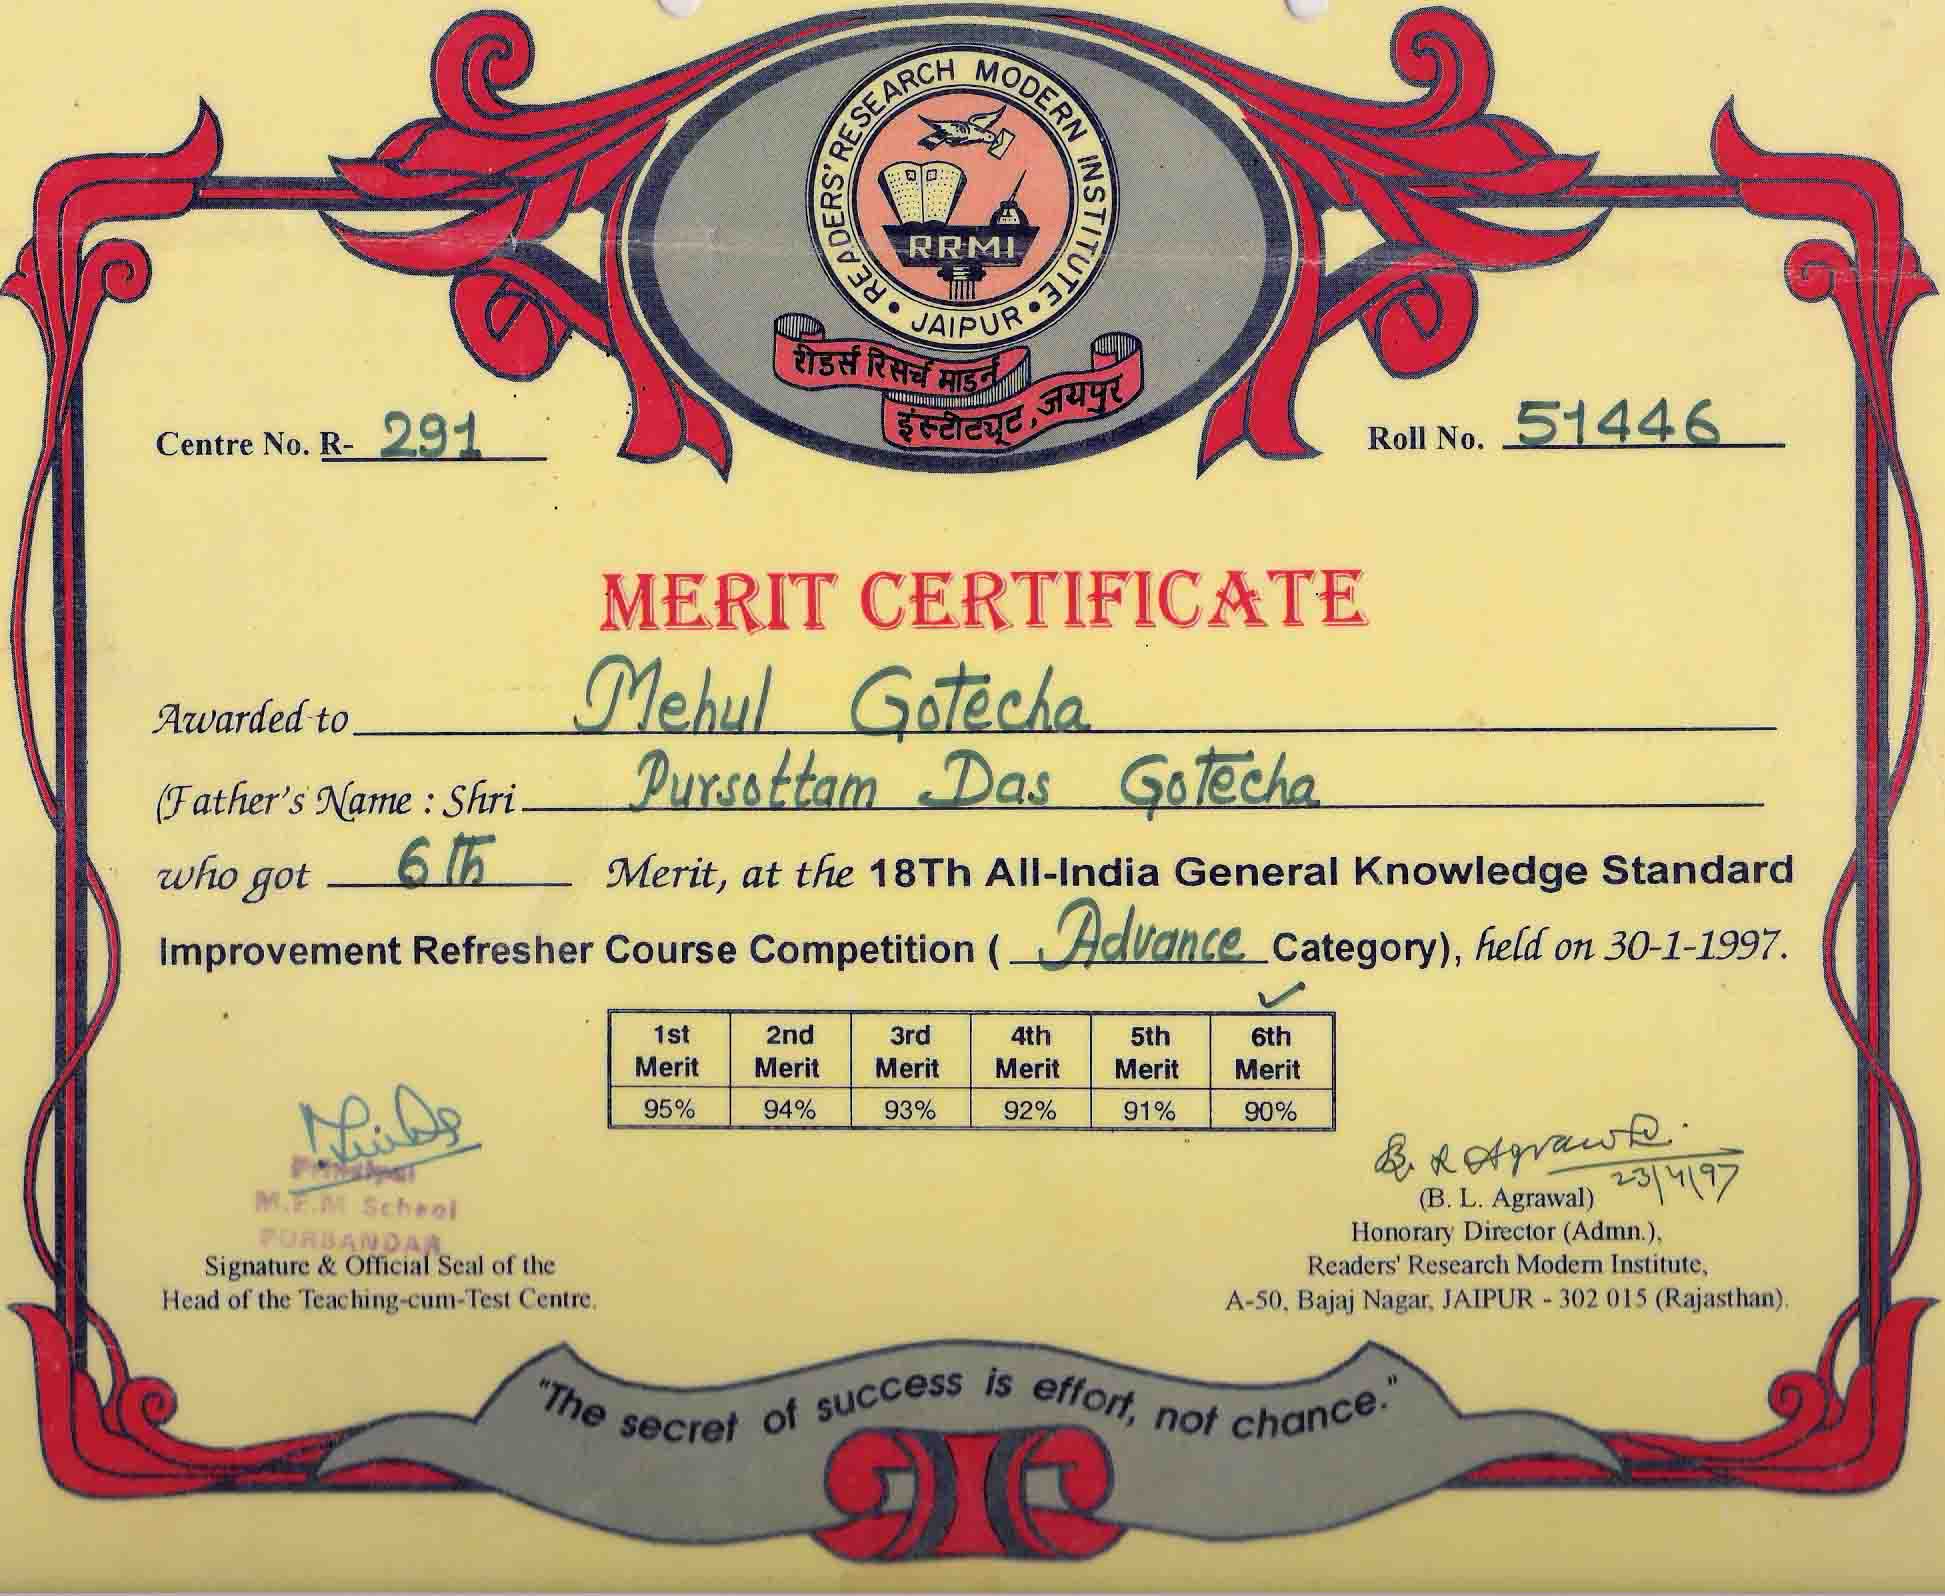 READERS' RESEARCH MODERN INSTITUTE
• JAIPUR •
RRMI
रीडर्स रिसर्च माडर्न
इंस्टीट्यूट, जयपुर
Centre No. R- 291
Roll No. 51446
MERIT CERTIFICATE
Awarded to Mehul Gotecha
(Father's Name : Shri Pursottam Das Gotecha
who got 6th Merit, at the 18Th All-India General Knowledge Standard
Improvement Refresher Course Competition ( Advance Category), held on 30-1-1997.
1st Merit 2nd Merit 3rd Merit 4th Merit 5th Merit 6th Merit
95% 94% 93% 92% 91% 90%
Principal
M.E.M School
PORBANDAR
Signature & Official Seal of the
Head of the Teaching-cum-Test Centre.
23/4/97
(B. L. Agrawal)
Honorary Director (Admn.),
Readers' Research Modern Institute,
A-50, Bajaj Nagar, JAIPUR - 302 015 (Rajasthan).
"The secret of success is effort, not chance."